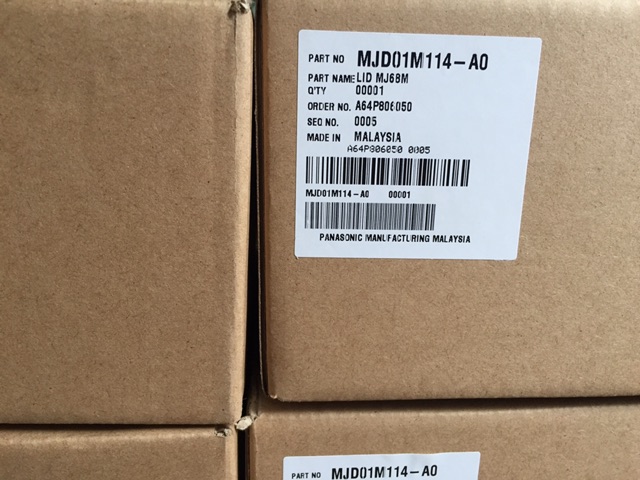 PART NO MJD01M114-A0
PART NAME LID MJ68M
Q'TY 00001
ORDER NO. A64P806050
SEQ NO. 0005
MADE IN MALAYSIA
A64P806050 0005
MJD01M114-A0 00001
PANASONIC MANUFACTURING MALAYSIA
PART NO MJD01M114-A0